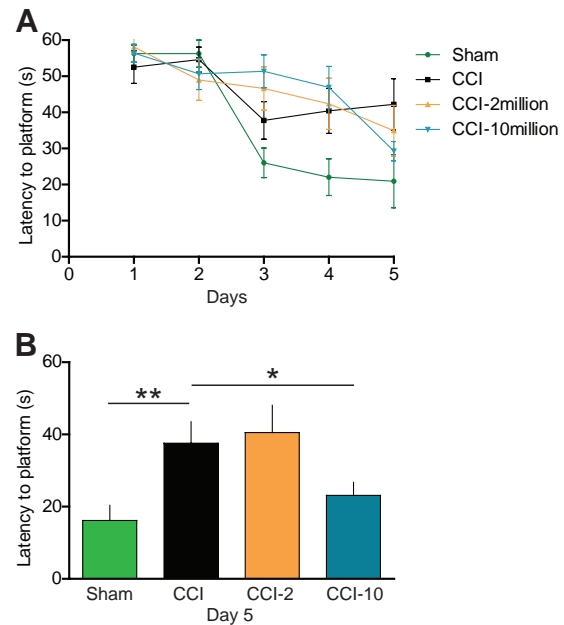 A
Latency to platform (s)
60
50
40
30
20
10
0
0 1 2 3 4 5
Days
Sham
CCI
CCI-2million
CCI-10million
B
Latency to platform (s)
60
40
20
0
** *
Sham CCI CCI-2 CCI-10
Day 5